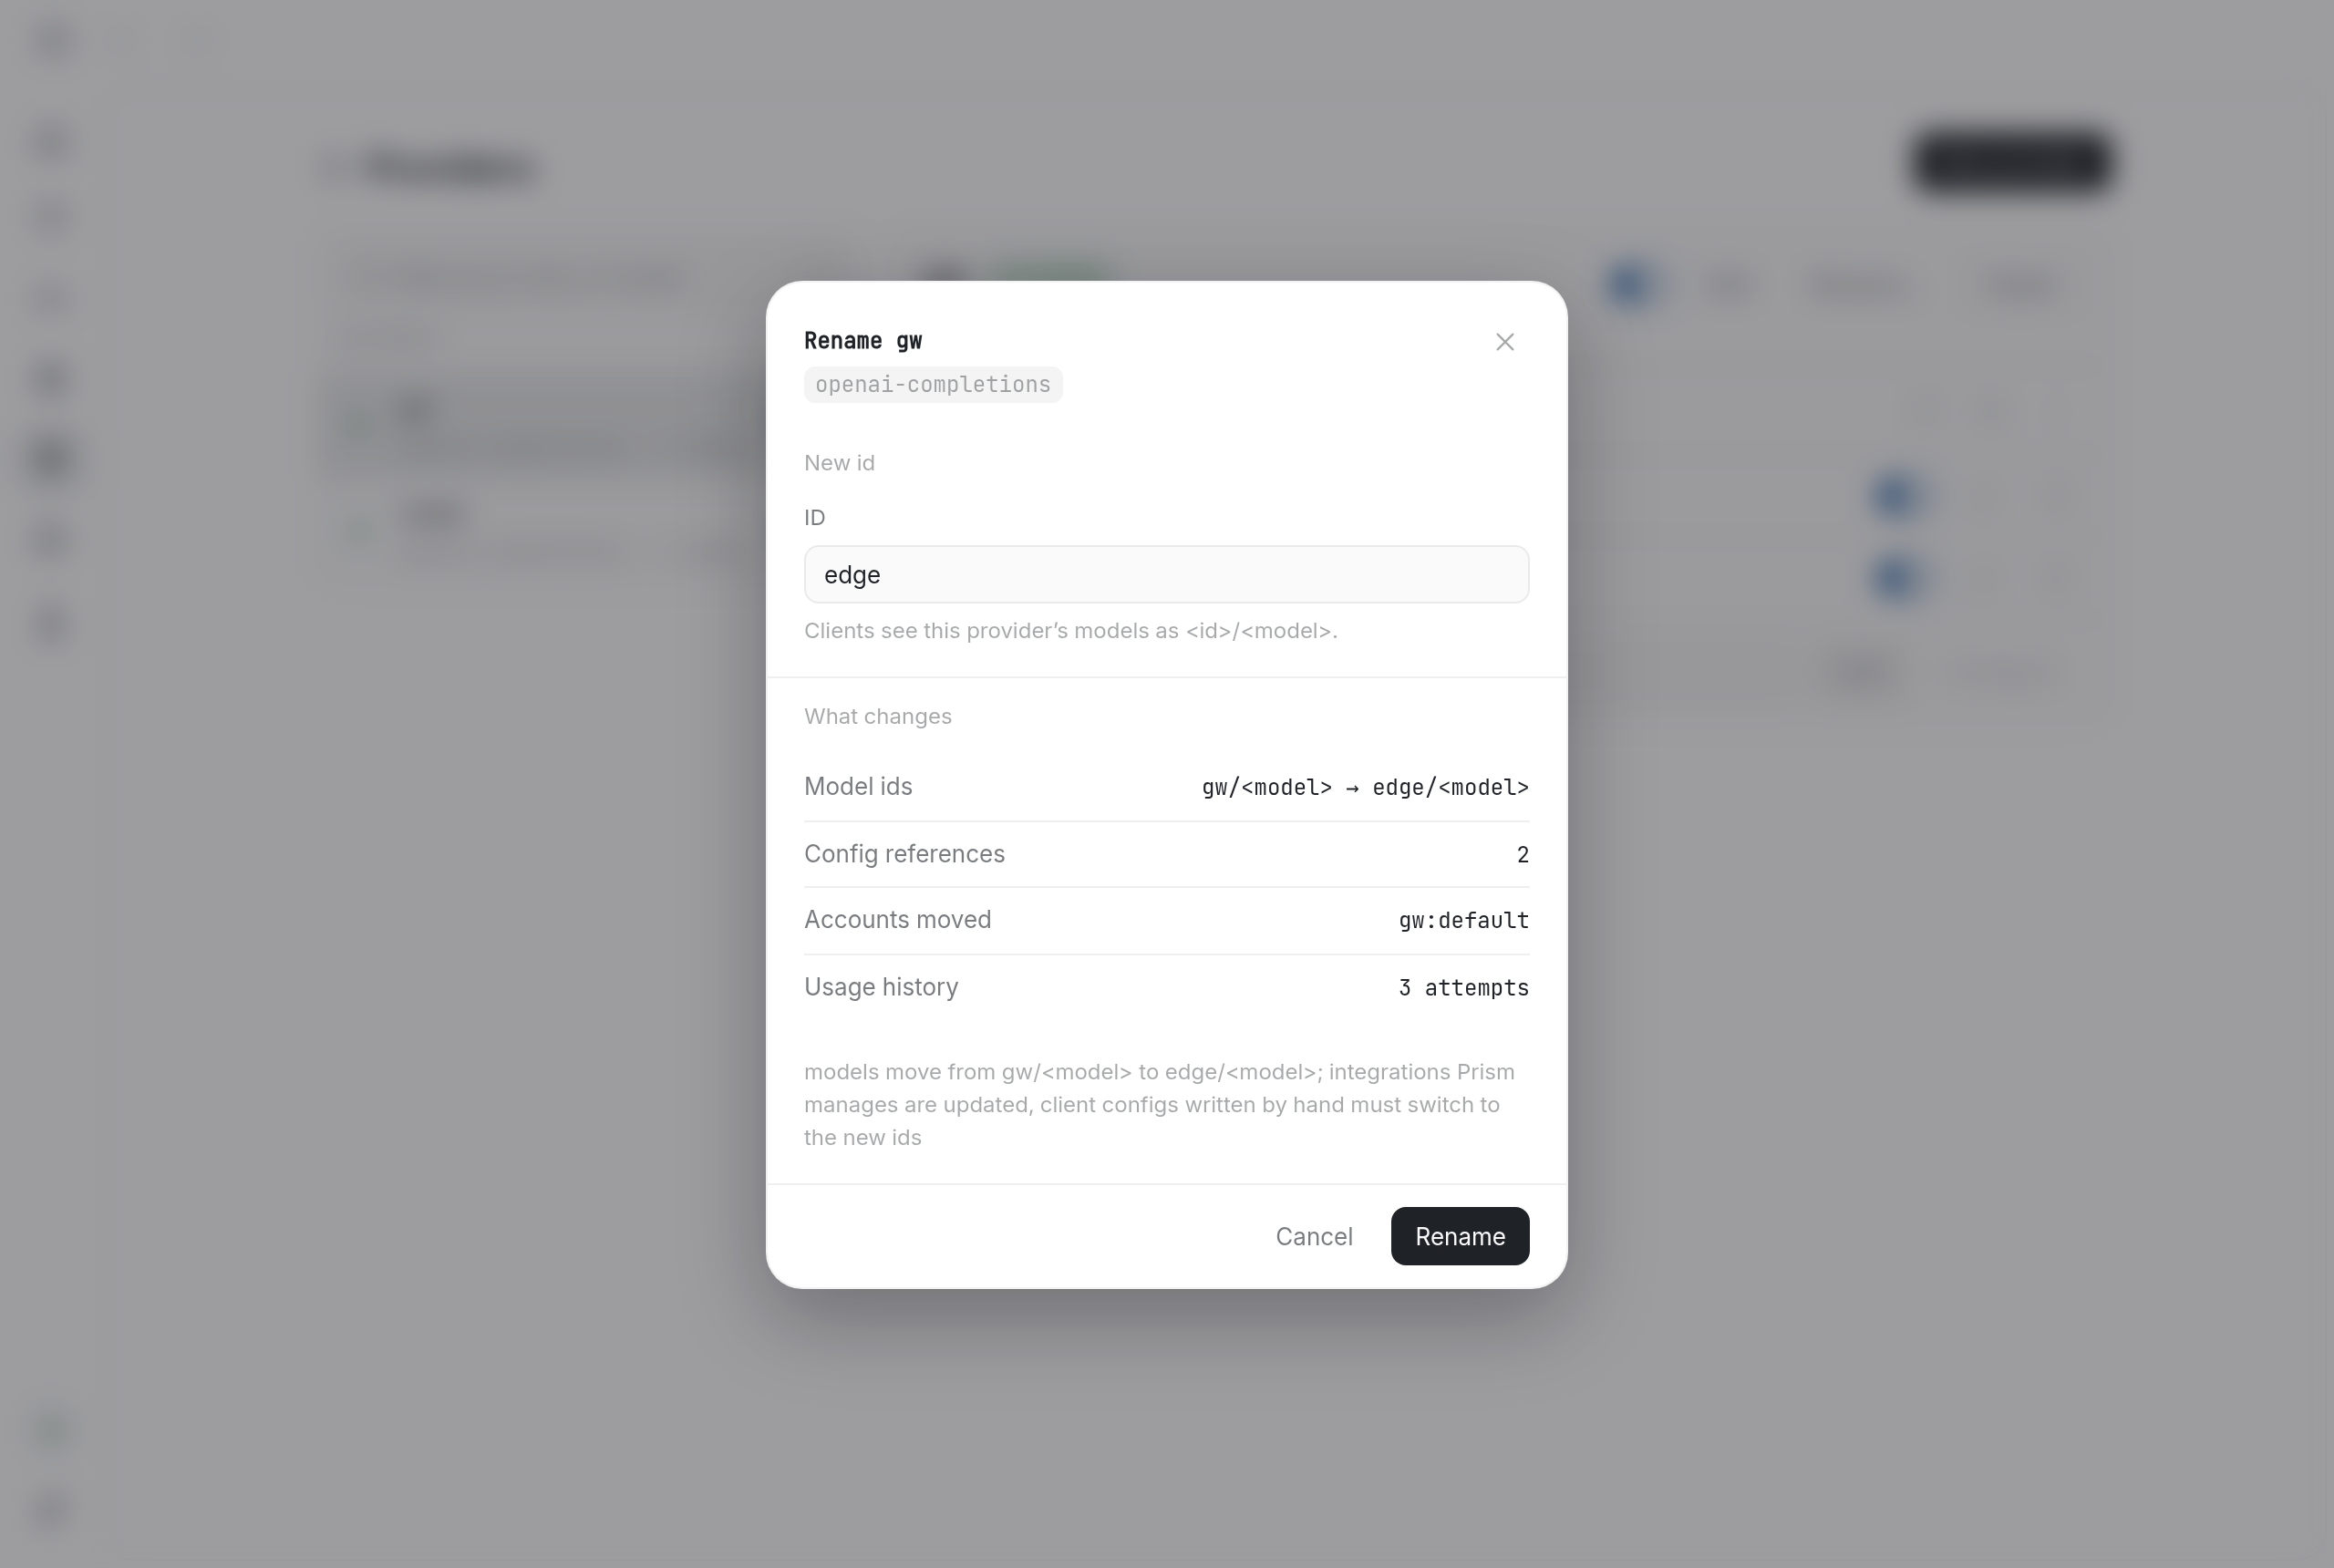 Rename gw
openai-completions
New id
ID
edge
Clients see this provider’s models as <id>/<model>.
What changes
Model ids gw/<model> → edge/<model>
Config references 2
Accounts moved gw:default
Usage history 3 attempts
models move from gw/<model> to edge/<model>; integrations Prism
manages are updated, client configs written by hand must switch to
the new ids
Cancel Rename